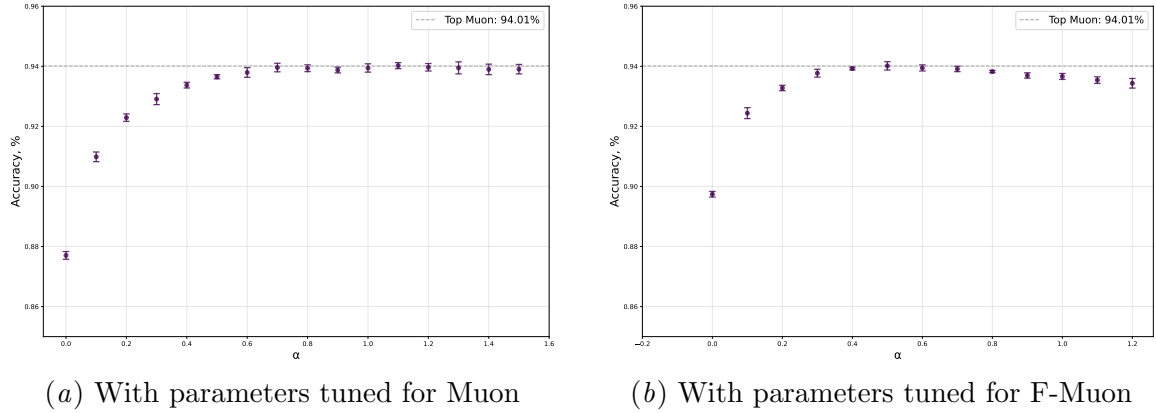 0.96
0.94
0.92
0.90
0.88
0.86
Accuracy, %
Top Muon: 94.01%
0.0 0.2 0.4 0.6 0.8 1.0 1.2 1.4 1.6
α
(a) With parameters tuned for Muon
0.96
0.94
0.92
0.90
0.88
0.86
Accuracy, %
Top Muon: 94.01%
−0.2 0.0 0.2 0.4 0.6 0.8 1.0 1.2
α
(b) With parameters tuned for F-Muon